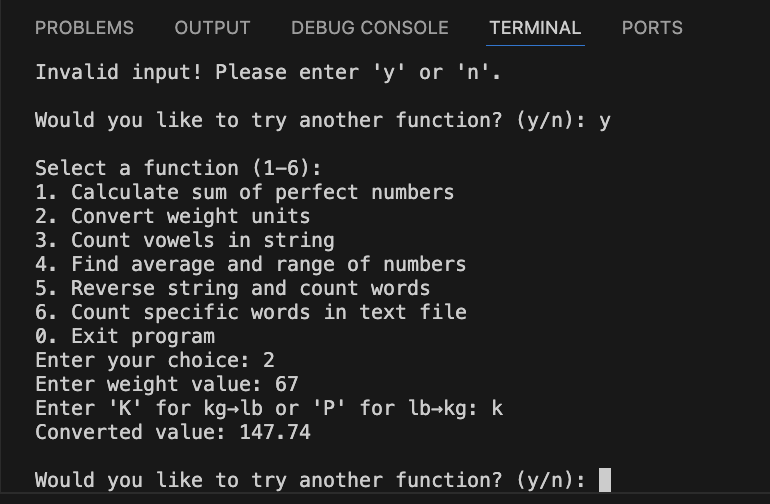 PROBLEMS OUTPUT DEBUG CONSOLE TERMINAL PORTS
Invalid input! Please enter 'y' or 'n'.
Would you like to try another function? (y/n): y
Select a function (1-6):
1. Calculate sum of perfect numbers
2. Convert weight units
3. Count vowels in string
4. Find average and range of numbers
5. Reverse string and count words
6. Count specific words in text file
0. Exit program
Enter your choice: 2
Enter weight value: 67
Enter 'K' for kg→lb or 'P' for lb→kg: k
Converted value: 147.74
Would you like to try another function? (y/n):